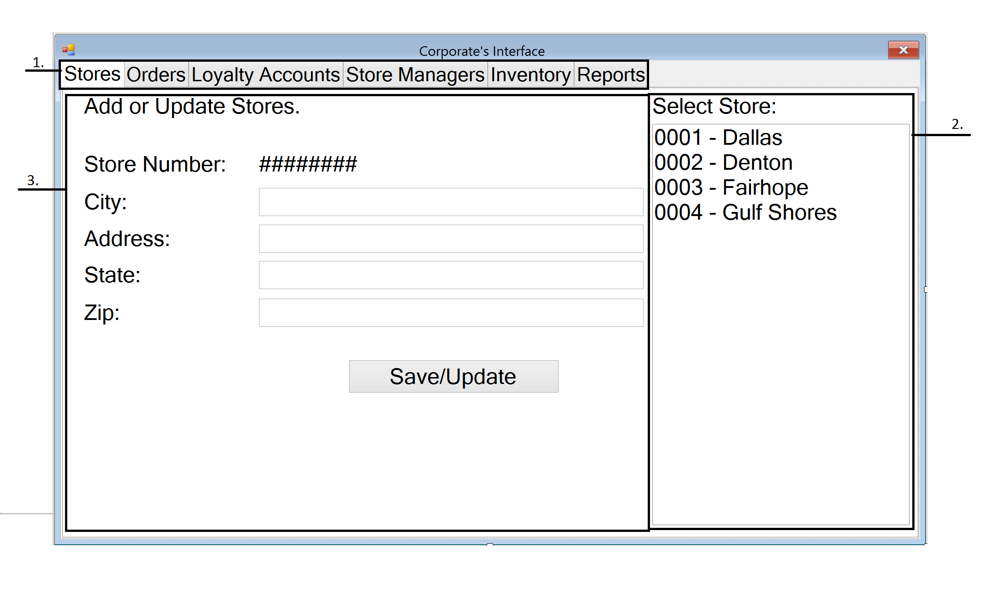 Corporate's Interface
1.
Stores Orders Loyalty Accounts Store Managers Inventory Reports
Add or Update Stores.
Store Number: ########
3.
City:
Address:
State:
Zip:
Save/Update
Select Store:
2.
0001 - Dallas
0002 - Denton
0003 - Fairhope
0004 - Gulf Shores